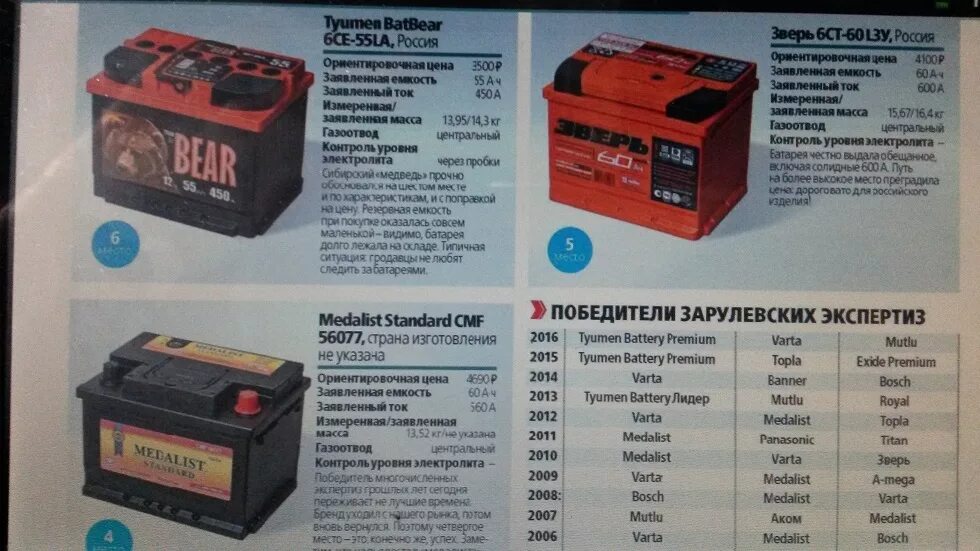 Tyumen BatBear
6CE-55LA, Россия
Ориентировочная цена 3500₽
Заявленная емкость 55 А·ч
Заявленный ток 450 А
Измеренная/
заявленная масса 13,95/14,3 кг
Газоотвод центральный
Контроль уровня
электролита через пробки
Сибирский «медведь» прочно
обосновался на шестом месте
и по характеристикам, и с поправкой
на цену. Резервная емкость
при покупке оказалась совсем
маленькой – видимо, батарея
долго лежала на складе. Типичная
ситуация: продавцы не любят
следить за батареями.
BEAR
12 55 450
55
6
место
Зверь 6СТ-60 L3У, Россия
Ориентировочная цена 4100₽
Заявленная емкость 60 А·ч
Заявленный ток 600 А
Измеренная/
заявленная масса 15,67/16,4 кг
Газоотвод центральный
Контроль уровня электролита –
Батарея честно выдала обещанное,
включая солидные 600 А. Путь
на более высокое место преградила
цена: дороговато для российского
изделия!
ЗВЕРЬ
60
5
место
Medalist Standard CMF
56077, страна изготовления
не указана
Ориентировочная цена 4690₽
Заявленная емкость 60 А·ч
Заявленный ток 560 А
Измеренная/заявленная
масса 13,52 кг/не указана
Газоотвод центральный
Контроль уровня электролита –
Победитель многочисленных
экспертиз прошлых лет сегодня
переживает не лучшие времена.
Бренд уходил с нашего рынка, потом
вновь вернулся. Поэтому четвертое
место – это, конечно же, успех. Заме-
MEDALIST
MEDALIST
STANDARD
4
место
ПОБЕДИТЕЛИ ЗАРУЛЕВСКИХ ЭКСПЕРТИЗ
2016 Tyumen Battery Premium Varta Mutlu
2015 Tyumen Battery Premium Topla Exide Premium
2014 Varta Banner Bosch
2013 Tyumen Battery Лидер Mutlu Royal
2012 Varta Medalist Topla
2011 Medalist Panasonic Titan
2010 Medalist Varta Зверь
2009 Varta Medalist A-mega
2008: Bosch Medalist Varta
2007 Mutlu Аком Medalist
2006 Varta Medalist Bosch